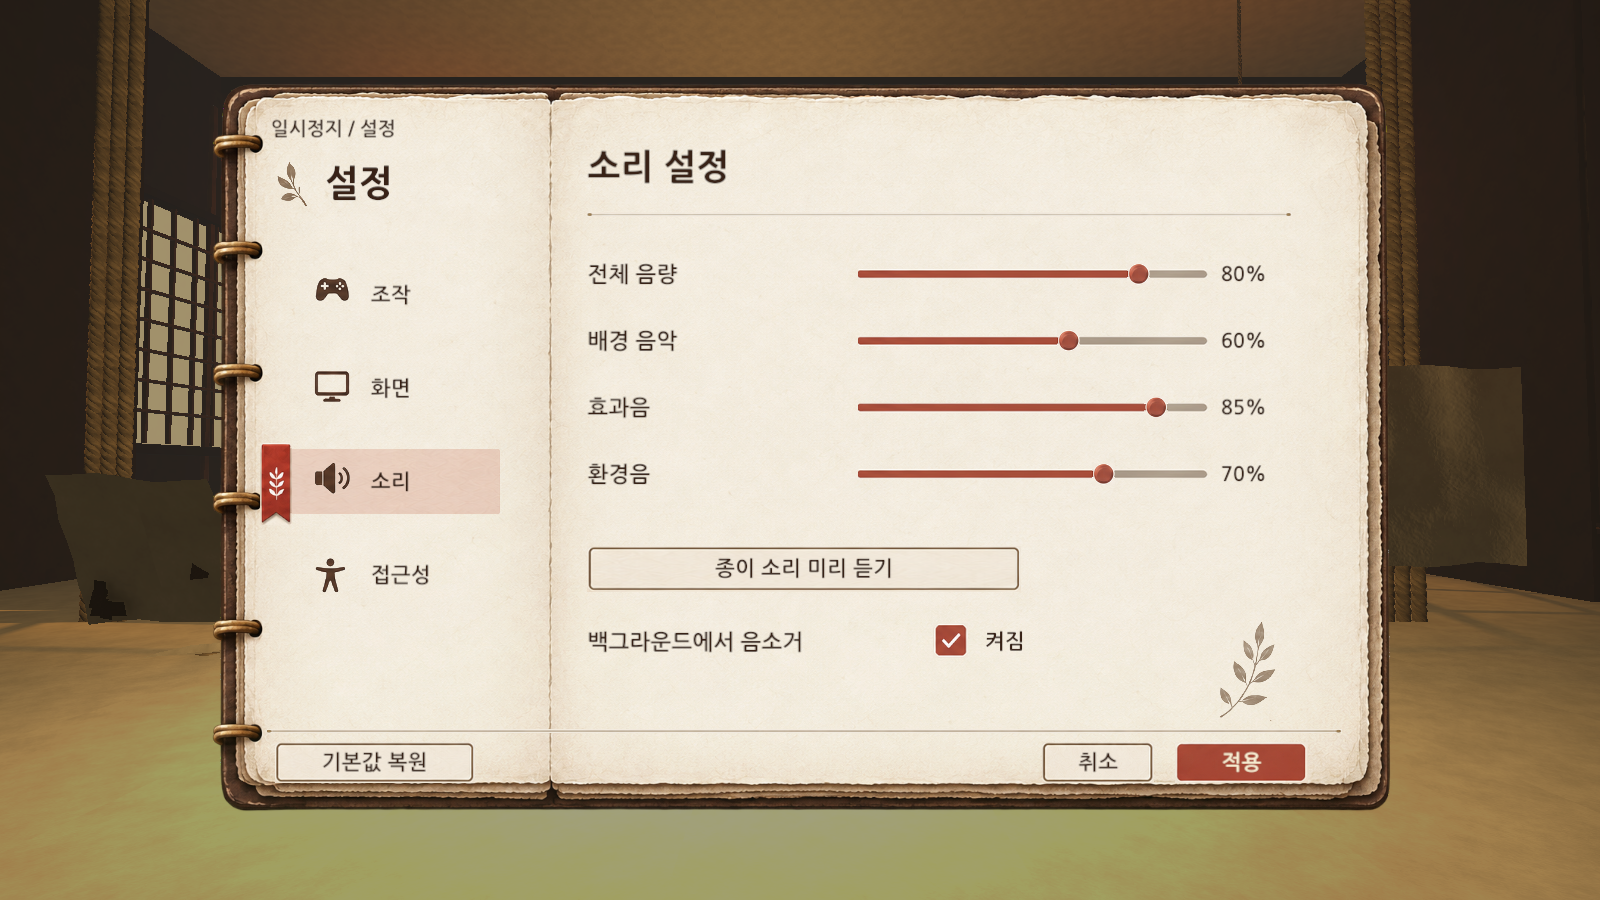 일시정지 / 설정
설정
조작
화면
소리
접근성
기본값 복원
소리 설정
전체 음량 80%
배경 음악 60%
효과음 85%
환경음 70%
종이 소리 미리 듣기
백그라운드에서 음소거 켜짐
취소 적용